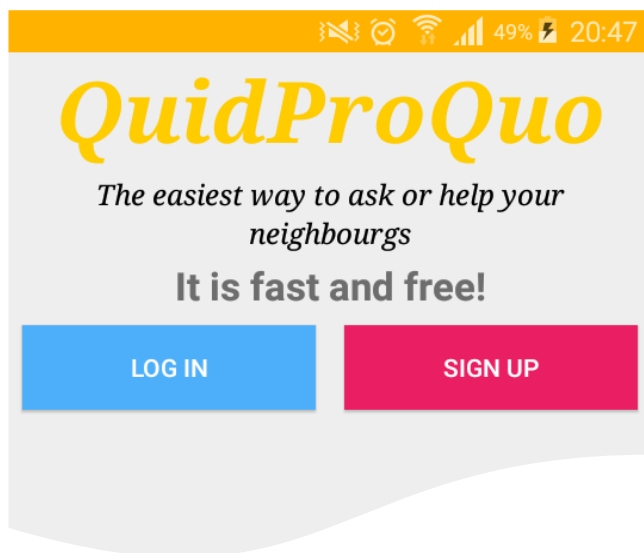 49% 20:47
QuidProQuo
The easiest way to ask or help your
neighbourgs
It is fast and free!
LOG IN SIGN UP